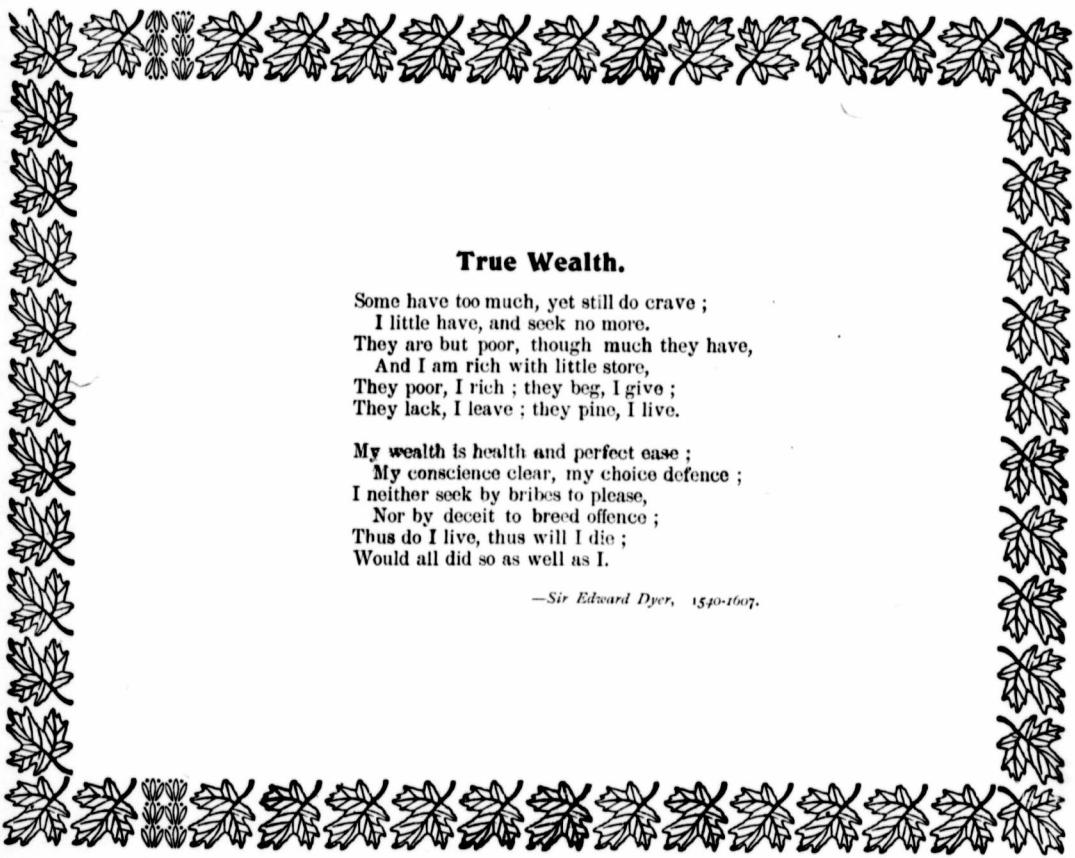 True Wealth.
Some have too much, yet still do crave ;
I little have, and seek no more.
They are but poor, though much they have,
And I am rich with little store,
They poor, I rich ; they beg, I give ;
They lack, I leave ; they pine, I live.
My wealth is health and perfect ease ;
My conscience clear, my choice defence ;
I neither seek by bribes to please,
Nor by deceit to breed offence ;
Thus do I live, thus will I die ;
Would all did so as well as I.
—Sir Edward Dyer, 1540-1607.